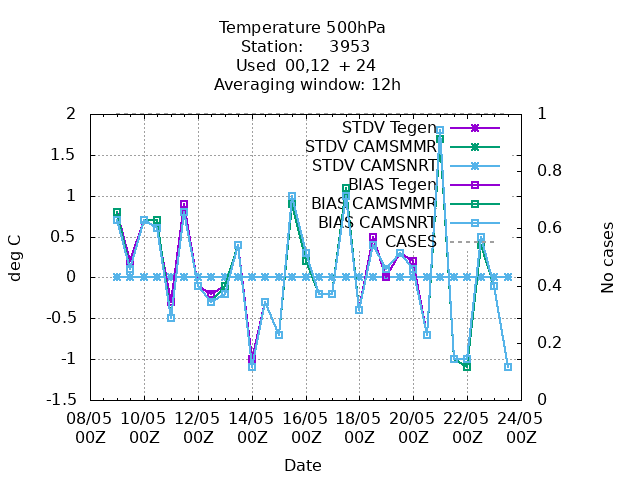 Temperature 500hPa
Station: 3953
Used 00,12 + 24
Averaging window: 12h
2
1.5
1
0.5
0
-0.5
-1
-1.5
deg C
1
0.8
0.6
0.4
0.2
0
No cases
STDV Tegen
STDV CAMSMMR
STDV CAMSNRT
BIAS Tegen
BIAS CAMSMMR
BIAS CAMSNRT
CASES
08/05 10/05 12/05 14/05 16/05 18/05 20/05 22/05 24/05
00Z 00Z 00Z 00Z 00Z 00Z 00Z 00Z 00Z
Date